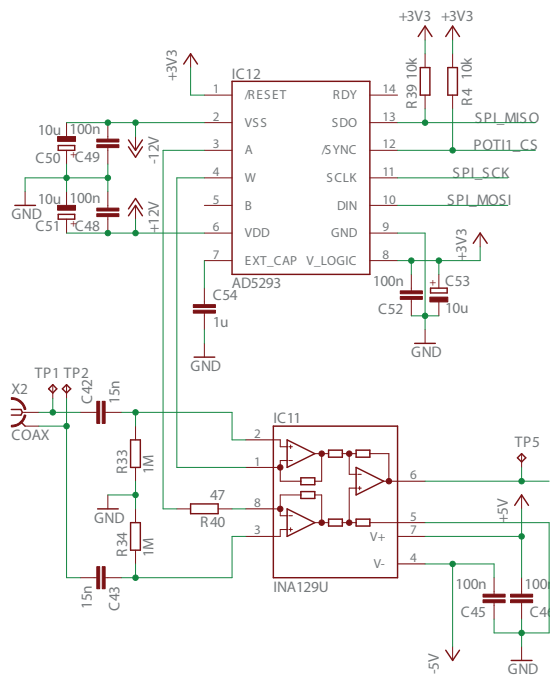 +3V3 +3V3
+3V3
IC12
R39 10k
R4 10k
1 /RESET RDY 14
2 VSS SDO 13 SPI_MISO
10u 100n
C50 C49 -12V
3 A /SYNC 12 POTI1_CS
4 W SCLK 11 SPI_SCK
GND 10u 100n
C51 C48 +12V
5 B DIN 10 SPI_MOSI
6 VDD GND 9
+3V3
7 EXT_CAP V_LOGIC 8
AD5293
C54
1u
GND
100n C53
C52 10u
GND
TP1 TP2
X2
COAX
C42 15n
IC11
2
1
R33 1M
GND
47
R40
8
3
R34 1M
15n C43
TP5
6
+5V
5
V+ 7
V- 4
INA129U
100n 100n
C45 C46
-5V
GND